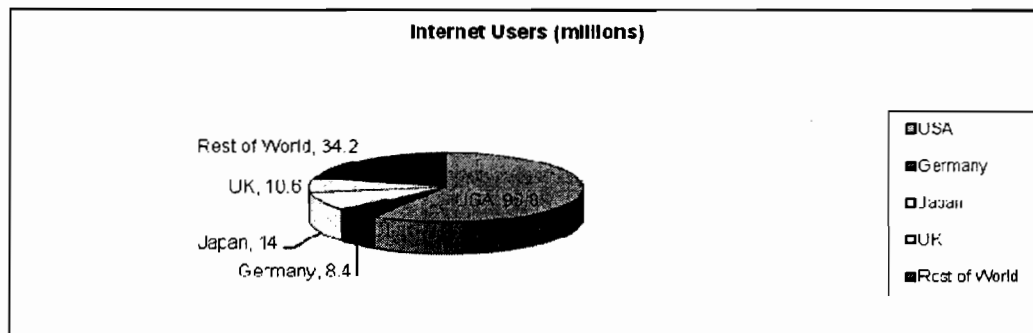 Internet Users (millions)
Rest of World, 34.2
UK, 10.6
Japan, 14
Germany, 8.4
USA
USA
Germany
Japan
UK
Rest of World